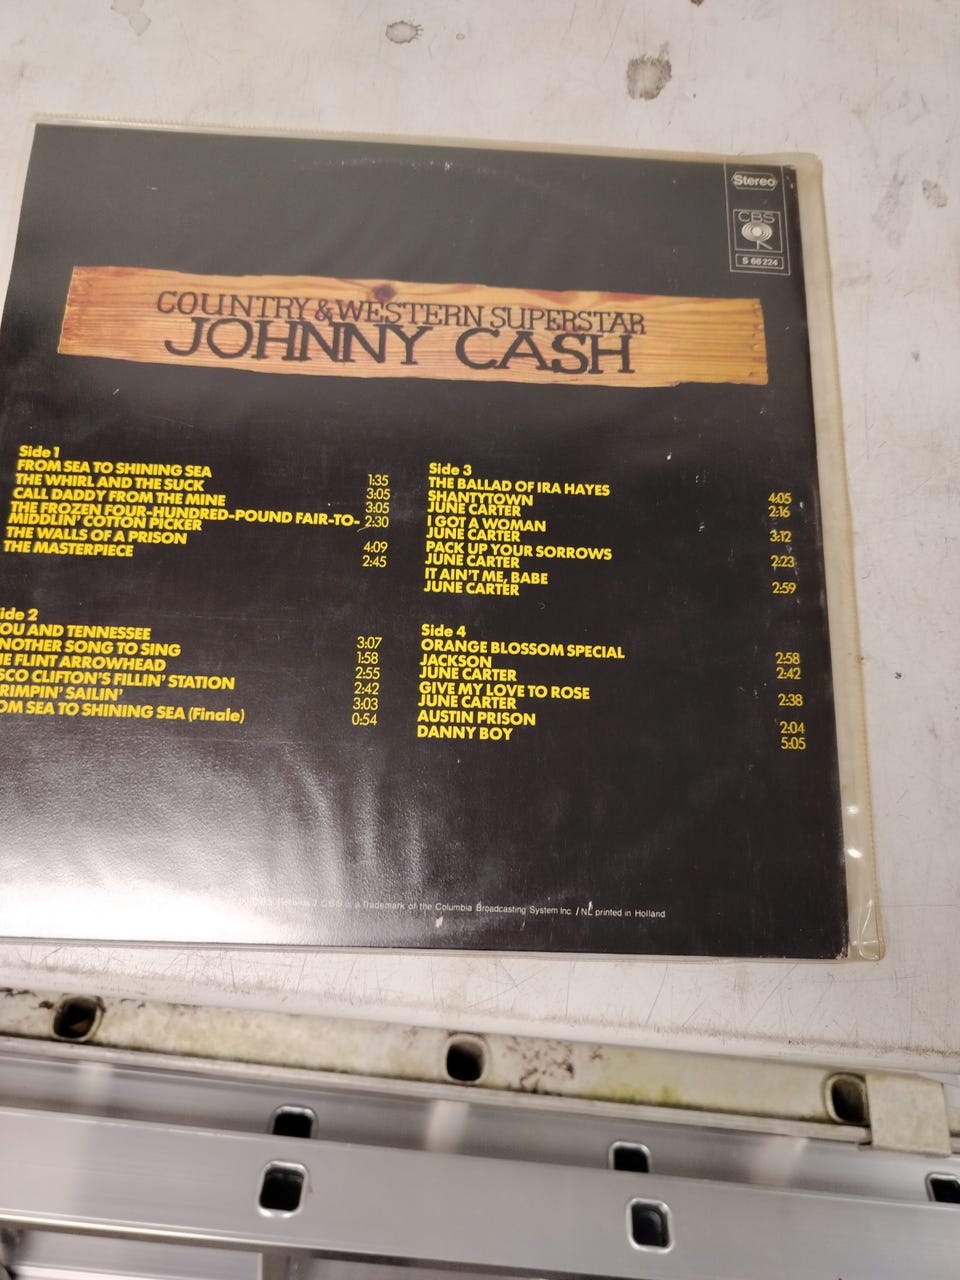 Stereo
CBS
S 68224
COUNTRY & WESTERN SUPERSTAR
JOHNNY CASH
Side 1
FROM SEA TO SHINING SEA 1:35
THE WHIRL AND THE SUCK 3:05
CALL DADDY FROM THE MINE 3:05
THE FROZEN FOUR-HUNDRED-POUND FAIR-TO-
MIDDLIN' COTTON PICKER 2:30
THE WALLS OF A PRISON 4:09
THE MASTERPIECE 2:45
ide 2
OU AND TENNESSEE 3:07
NOTHER SONG TO SING 1:58
E FLINT ARROWHEAD 2:55
SCO CLIFTON'S FILLIN' STATION 2:42
RIMPIN' SAILIN' 3:03
OM SEA TO SHINING SEA (Finale) 0:54
Side 3
THE BALLAD OF IRA HAYES 4:05
SHANTYTOWN
JUNE CARTER 2:16
I GOT A WOMAN
JUNE CARTER 3:12
PACK UP YOUR SORROWS
JUNE CARTER 2:23
IT AIN'T ME, BABE
JUNE CARTER 2:59
Side 4
ORANGE BLOSSOM SPECIAL 2:58
JACKSON
JUNE CARTER 2:42
GIVE MY LOVE TO ROSE
JUNE CARTER 2:38
AUSTIN PRISON 2:04
DANNY BOY 5:05
is a Trademark of the Columbia Broadcasting System Inc. / NL printed in Holland